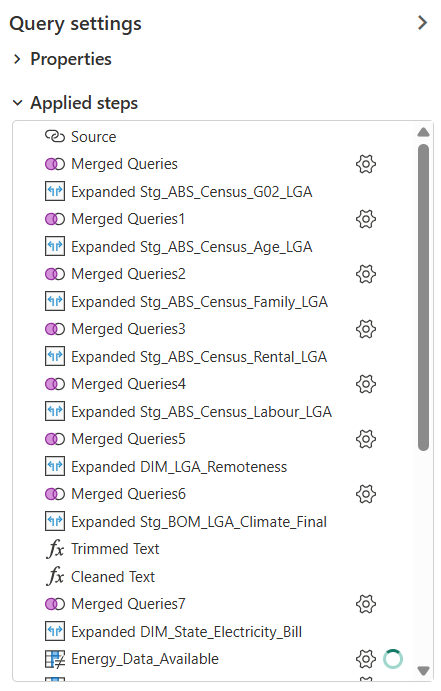 Query settings
Properties
Applied steps
Source
Merged Queries
Expanded Stg_ABS_Census_G02_LGA
Merged Queries1
Expanded Stg_ABS_Census_Age_LGA
Merged Queries2
Expanded Stg_ABS_Census_Family_LGA
Merged Queries3
Expanded Stg_ABS_Census_Rental_LGA
Merged Queries4
Expanded Stg_ABS_Census_Labour_LGA
Merged Queries5
Expanded DIM_LGA_Remoteness
Merged Queries6
Expanded Stg_BOM_LGA_Climate_Final
fx Trimmed Text
fx Cleaned Text
Merged Queries7
Expanded DIM_State_Electricity_Bill
Energy_Data_Available